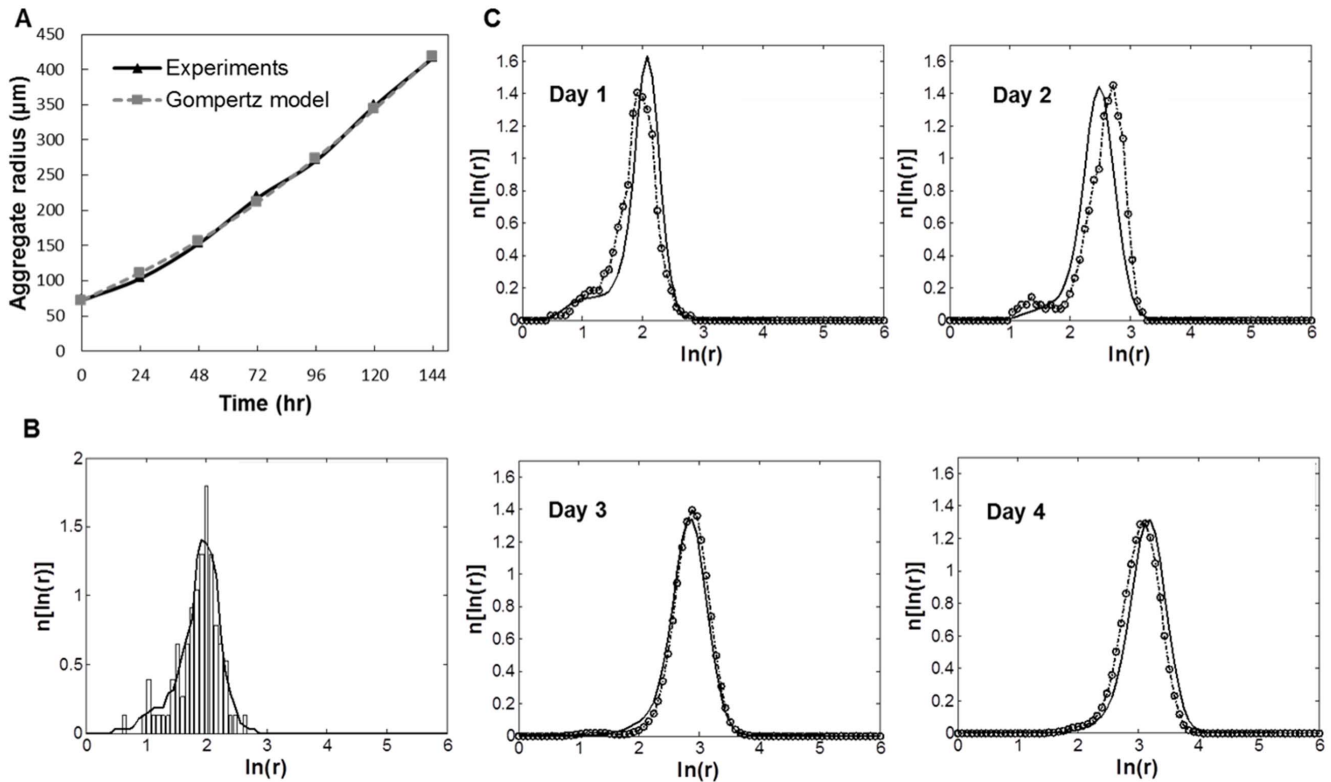 A
Aggregate radius (µm)
450
400
350
300
250
200
150
100
50
0
Experiments
Gompertz model
0 24 48 72 96 120 144
Time (hr)
C
n[ln(r)]
1.6
1.4
1.2
1
0.8
0.6
0.4
0.2
0
Day 1
0 1 2 3 4 5 6
ln(r)
n[ln(r)]
1.6
1.4
1.2
1
0.8
0.6
0.4
0.2
0
Day 2
0 1 2 3 4 5 6
ln(r)
B
n[ln(r)]
2
1.5
1
0.5
0
0 1 2 3 4 5 6
ln(r)
n[ln(r)]
1.6
1.4
1.2
1
0.8
0.6
0.4
0.2
0
Day 3
0 1 2 3 4 5 6
ln(r)
n[ln(r)]
1.6
1.4
1.2
1
0.8
0.6
0.4
0.2
0
Day 4
0 1 2 3 4 5 6
ln(r)